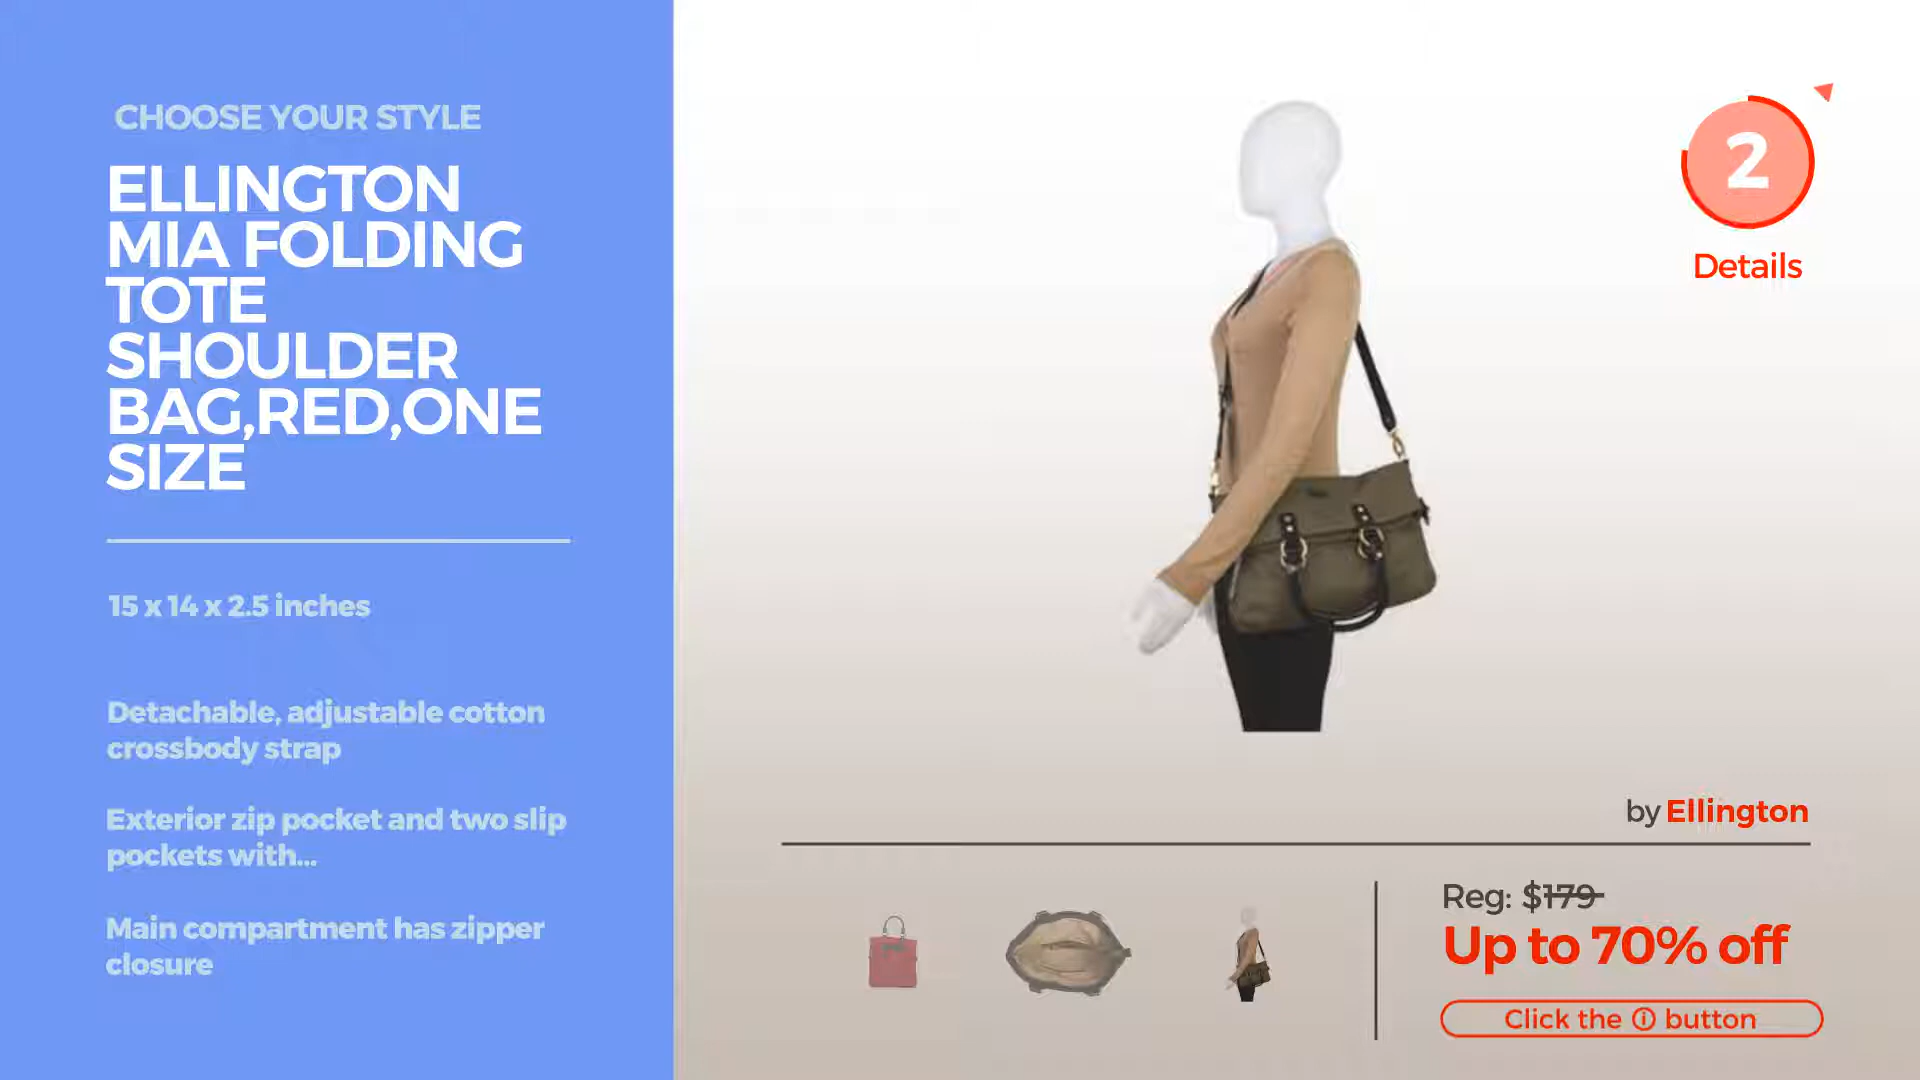 CHOOSE YOUR STYLE
ELLINGTON
MIA FOLDING
TOTE
SHOULDER
BAG,RED,ONE
SIZE
15 x 14 x 2.5 inches
Detachable, adjustable cotton
crossbody strap
Exterior zip pocket and two slip
pockets with...
Main compartment has zipper
closure
2
Details
by Ellington
Reg: $179
Up to 70% off
Click the ⓘ button